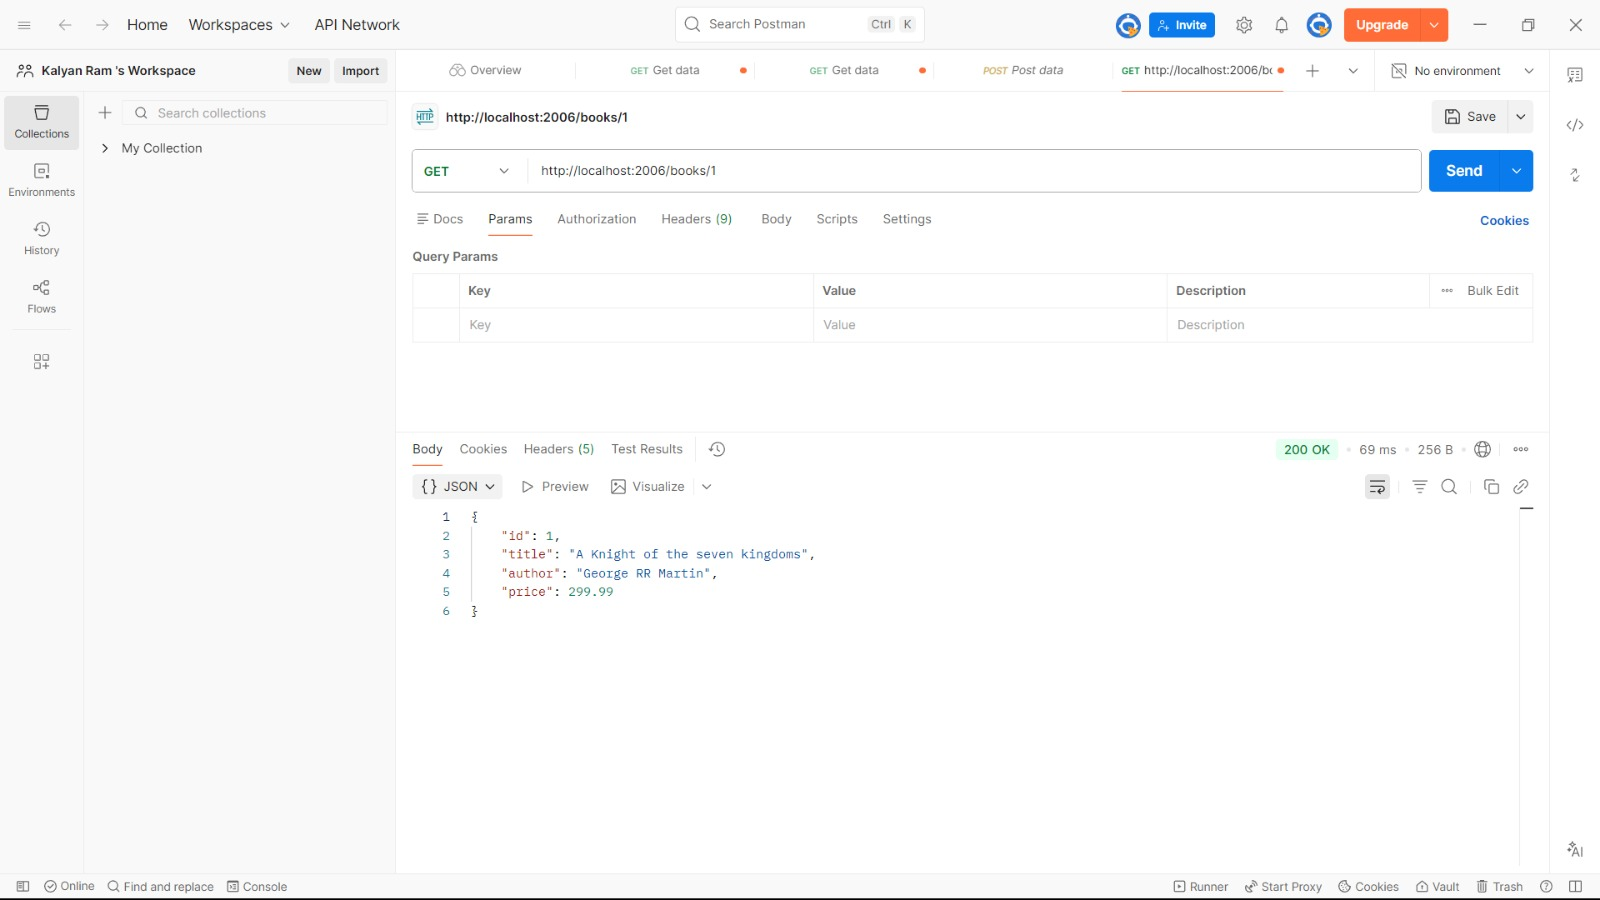 Home Workspaces API Network Search Postman Ctrl K Invite Upgrade
Kalyan Ram 's Workspace New Import Overview GET Get data GET Get data POST Post data GET http://localhost:2006/bo No environment
Collections
Search collections
My Collection
Environments
History
Flows
HTTP http://localhost:2006/books/1 Save
GET http://localhost:2006/books/1 Send
Docs Params Authorization Headers (9) Body Scripts Settings Cookies
Query Params
Key Value Description Bulk Edit
Key Value Description
Body Cookies Headers (5) Test Results 200 OK 69 ms 256 B
{} JSON Preview Visualize
1 {
2 "id": 1,
3 "title": "A Knight of the seven kingdoms",
4 "author": "George RR Martin",
5 "price": 299.99
6 }
AI
Online Find and replace Console Runner Start Proxy Cookies Vault Trash